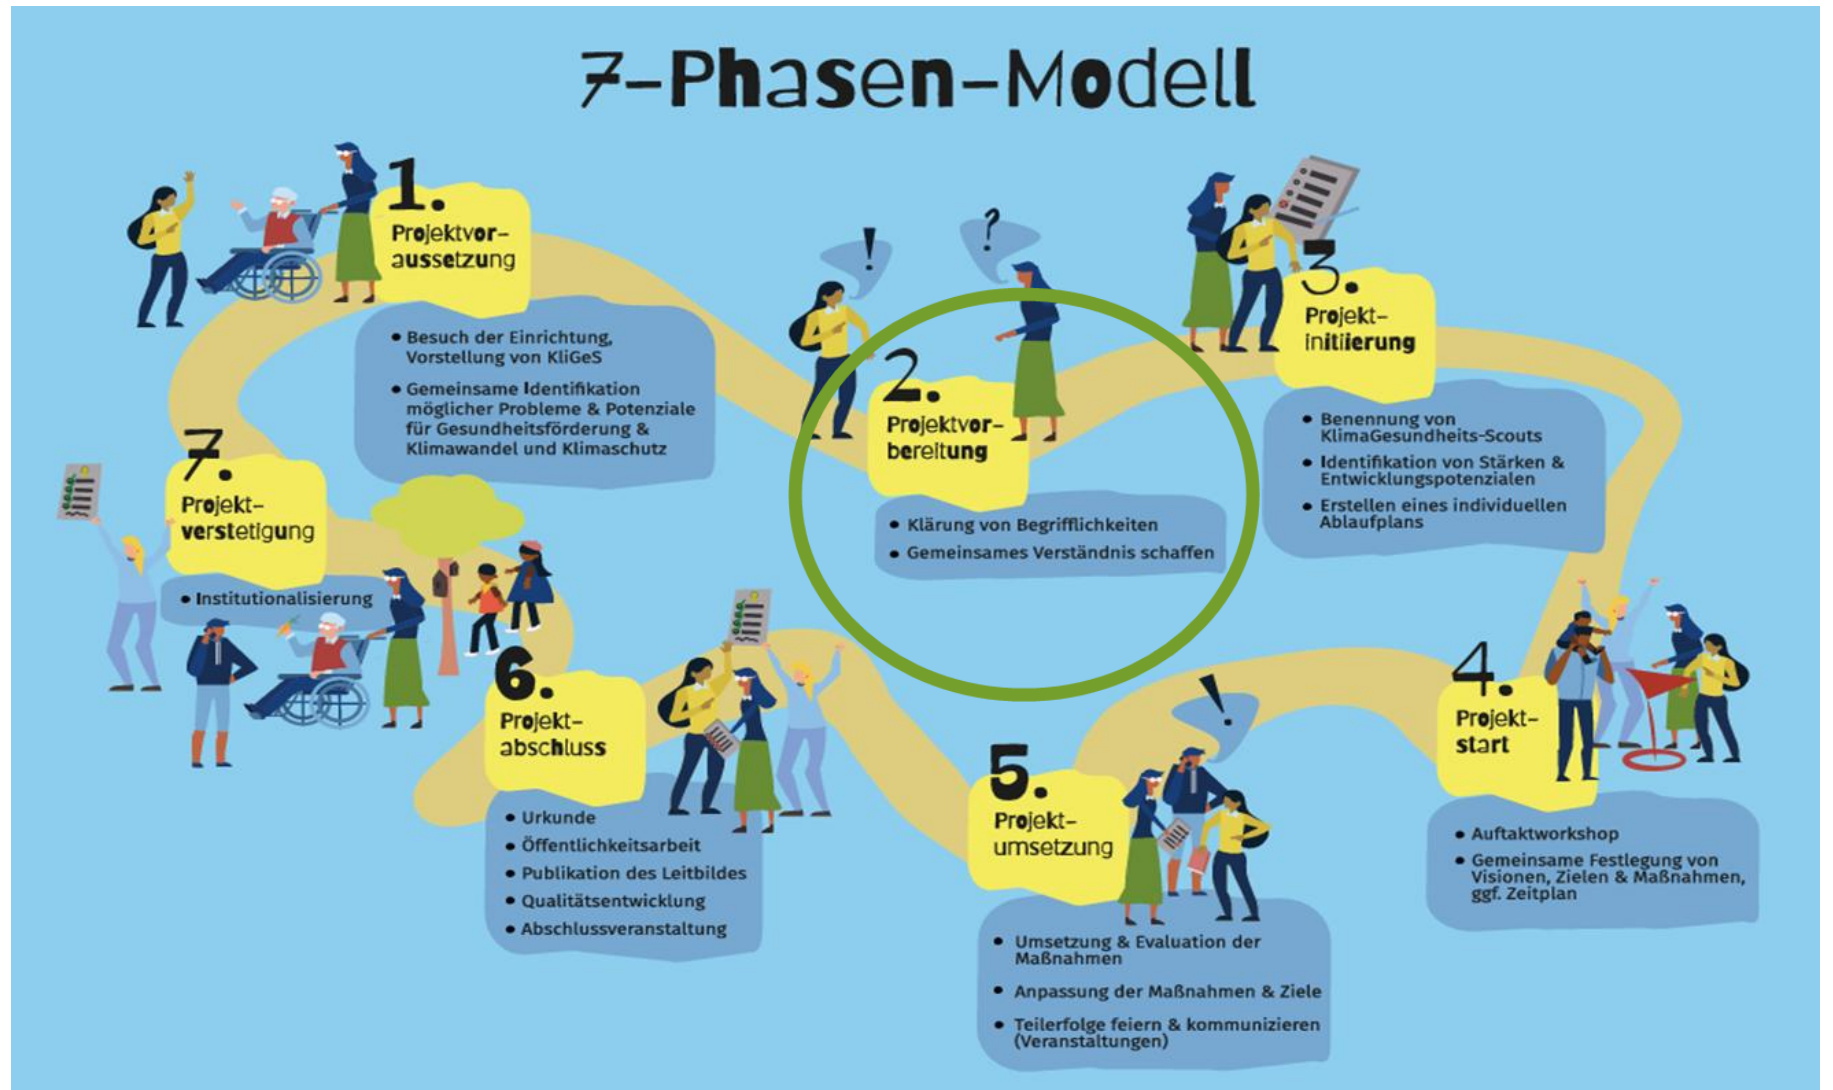 7-Phasen-Modell
1.
Projektvor-
aussetzung
• Besuch der Einrichtung,
Vorstellung von KliGeS
• Gemeinsame Identifikation
möglicher Probleme & Potenziale
für Gesundheitsförderung &
Klimawandel und Klimaschutz
!
?
2.
Projektvor-
bereitung
• Klärung von Begrifflichkeiten
• Gemeinsames Verständnis schaffen
3.
Projekt-
initiierung
• Benennung von
KlimaGesundheits-Scouts
• Identifikation von Stärken &
Entwicklungspotenzialen
• Erstellen eines individuellen
Ablaufplans
4.
Projekt-
start
• Auftaktworkshop
• Gemeinsame Festlegung von
Visionen, Zielen & Maßnahmen,
ggf. Zeitplan
!
5.
Projekt-
umsetzung
• Umsetzung & Evaluation der
Maßnahmen
• Anpassung der Maßnahmen & Ziele
• Teilerfolge feiern & kommunizieren
(Veranstaltungen)
6.
Projekt-
abschluss
• Urkunde
• Öffentlichkeitsarbeit
• Publikation des Leitbildes
• Qualitätsentwicklung
• Abschlussveranstaltung
7.
Projekt-
verstetigung
• Institutionalisierung